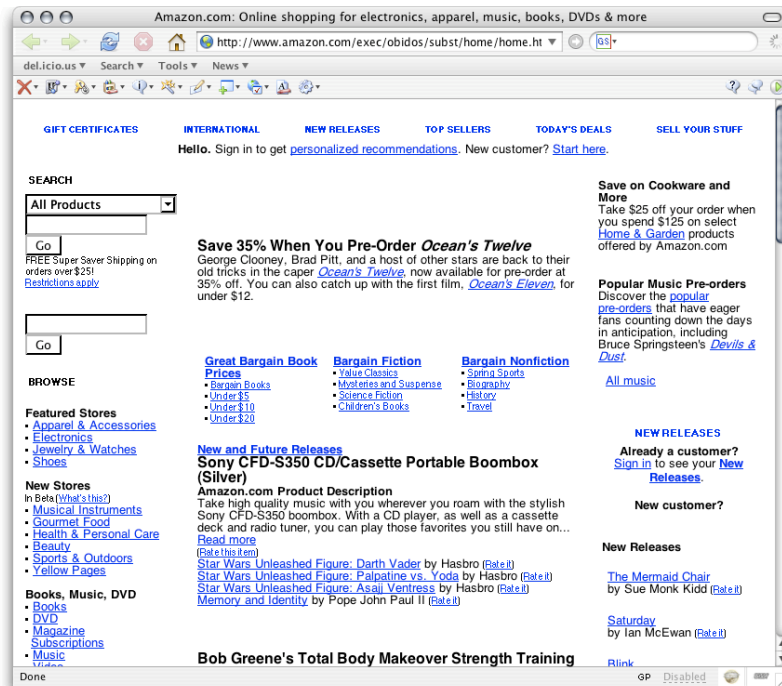 Amazon.com: Online shopping for electronics, apparel, music, books, DVDs & more
http://www.amazon.com/exec/obidos/subst/home/home.ht
GS
del.icio.us Search Tools News
GIFT CERTIFICATES INTERNATIONAL NEW RELEASES TOP SELLERS TODAY'S DEALS SELL YOUR STUFF
Hello. Sign in to get personalized recommendations. New customer? Start here.
SEARCH
All Products
Go
FREE Super Saver Shipping on
orders over $25!
Restrictions apply
Go
BROWSE
Featured Stores
Apparel & Accessories
Electronics
Jewelry & Watches
Shoes
New Stores
In Beta (What's this?)
Musical Instruments
Gourmet Food
Health & Personal Care
Beauty
Sports & Outdoors
Yellow Pages
Books, Music, DVD
Books
DVD
Magazine
Subscriptions
Music
Video
Save 35% When You Pre-Order Ocean's Twelve
George Clooney, Brad Pitt, and a host of other stars are back to their
old tricks in the caper Ocean's Twelve, now available for pre-order at
35% off. You can also catch up with the first film, Ocean's Eleven, for
under $12.
Great Bargain Book
Prices
Bargain Books
Under $5
Under $10
Under $20
Bargain Fiction
Value Classics
Mysteries and Suspense
Science Fiction
Children's Books
Bargain Nonfiction
Spring Sports
Biography
History
Travel
New and Future Releases
Sony CFD-S350 CD/Cassette Portable Boombox
(Silver)
Amazon.com Product Description
Take high quality music with you wherever you roam with the stylish
Sony CFD-S350 boombox. With a CD player, as well as a cassette
deck and radio tuner, you can play those favorites you still have on...
Read more
(Rate this item)
Star Wars Unleashed Figure: Darth Vader by Hasbro (Rate it)
Star Wars Unleashed Figure: Palpatine vs. Yoda by Hasbro (Rate it)
Star Wars Unleashed Figure: Asajj Ventress by Hasbro (Rate it)
Memory and Identity by Pope John Paul II (Rate it)
Bob Greene's Total Body Makeover Strength Training
Save on Cookware and
More
Take $25 off your order when
you spend $125 on select
Home & Garden products
offered by Amazon.com
Popular Music Pre-orders
Discover the popular
pre-orders that have eager
fans counting down the days
in anticipation, including
Bruce Springsteen's Devils &
Dust.
All music
NEW RELEASES
Already a customer?
Sign in to see your New
Releases.
New customer?
New Releases
The Mermaid Chair
by Sue Monk Kidd (Rate it)
Saturday
by Ian McEwan (Rate it)
Blink
Done
GP Disabled